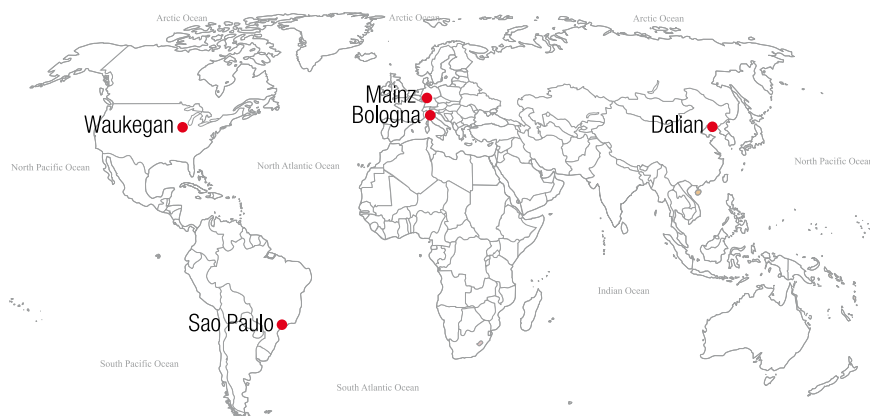 Arctic Ocean
Arctic Ocean
Arctic Ocean
Mainz
Bologna
Waukegan
Dalian
North Pacific Ocean
North Atlantic Ocean
North Pacific Ocean
Indian Ocean
Sao Paulo
South Pacific Ocean
South Atlantic Ocean